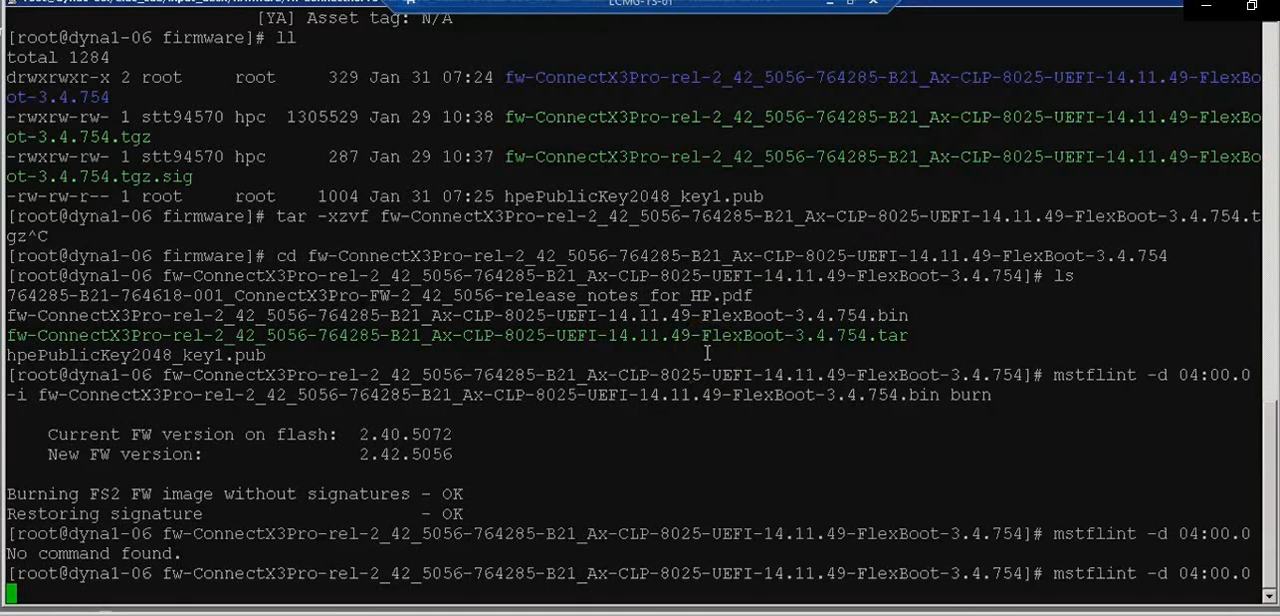 LCMG-TS-01
[YA] Asset tag: N/A
[root@dyna1-06 firmware]# ll
total 1284
drwxrwxr-x 2 root     root      329 Jan 31 07:24 fw-ConnectX3Pro-rel-2_42_5056-764285-B21_Ax-CLP-8025-UEFI-14.11.49-FlexBo
ot-3.4.754
-rwxrwx-rw- 1 stt94570 hpc  1305529 Jan 29 10:38 fw-ConnectX3Pro-rel-2_42_5056-764285-B21_Ax-CLP-8025-UEFI-14.11.49-FlexBo
ot-3.4.754.tgz
-rwxrwx-rw- 1 stt94570 hpc      287 Jan 29 10:37 fw-ConnectX3Pro-rel-2_42_5056-764285-B21_Ax-CLP-8025-UEFI-14.11.49-FlexBo
ot-3.4.754.tgz.sig
-rw-rw-r-- 1 root     root     1004 Jan 31 07:25 hpePublicKey2048_key1.pub
[root@dyna1-06 firmware]# tar -xzvf fw-ConnectX3Pro-rel-2_42_5056-764285-B21_Ax-CLP-8025-UEFI-14.11.49-FlexBoot-3.4.754.t
gz^C
[root@dyna1-06 firmware]# cd fw-ConnectX3Pro-rel-2_42_5056-764285-B21_Ax-CLP-8025-UEFI-14.11.49-FlexBoot-3.4.754
[root@dyna1-06 fw-ConnectX3Pro-rel-2_42_5056-764285-B21_Ax-CLP-8025-UEFI-14.11.49-FlexBoot-3.4.754]# ls
764285-B21-764618-001_ConnectX3Pro-FW-2_42_5056-release_notes_for_HP.pdf
fw-ConnectX3Pro-rel-2_42_5056-764285-B21_Ax-CLP-8025-UEFI-14.11.49-FlexBoot-3.4.754.bin
fw-ConnectX3Pro-rel-2_42_5056-764285-B21_Ax-CLP-8025-UEFI-14.11.49-FlexBoot-3.4.754.tar
hpePublicKey2048_key1.pub
[root@dyna1-06 fw-ConnectX3Pro-rel-2_42_5056-764285-B21_Ax-CLP-8025-UEFI-14.11.49-FlexBoot-3.4.754]# mstflint -d 04:00.0
-i fw-ConnectX3Pro-rel-2_42_5056-764285-B21_Ax-CLP-8025-UEFI-14.11.49-FlexBoot-3.4.754.bin burn
Current FW version on flash:  2.40.5072
New FW version:               2.42.5056
Burning FS2 FW image without signatures - OK
Restoring signature                     - OK
[root@dyna1-06 fw-ConnectX3Pro-rel-2_42_5056-764285-B21_Ax-CLP-8025-UEFI-14.11.49-FlexBoot-3.4.754]# mstflint -d 04:00.0
No command found.
[root@dyna1-06 fw-ConnectX3Pro-rel-2_42_5056-764285-B21_Ax-CLP-8025-UEFI-14.11.49-FlexBoot-3.4.754]# mstflint -d 04:00.0